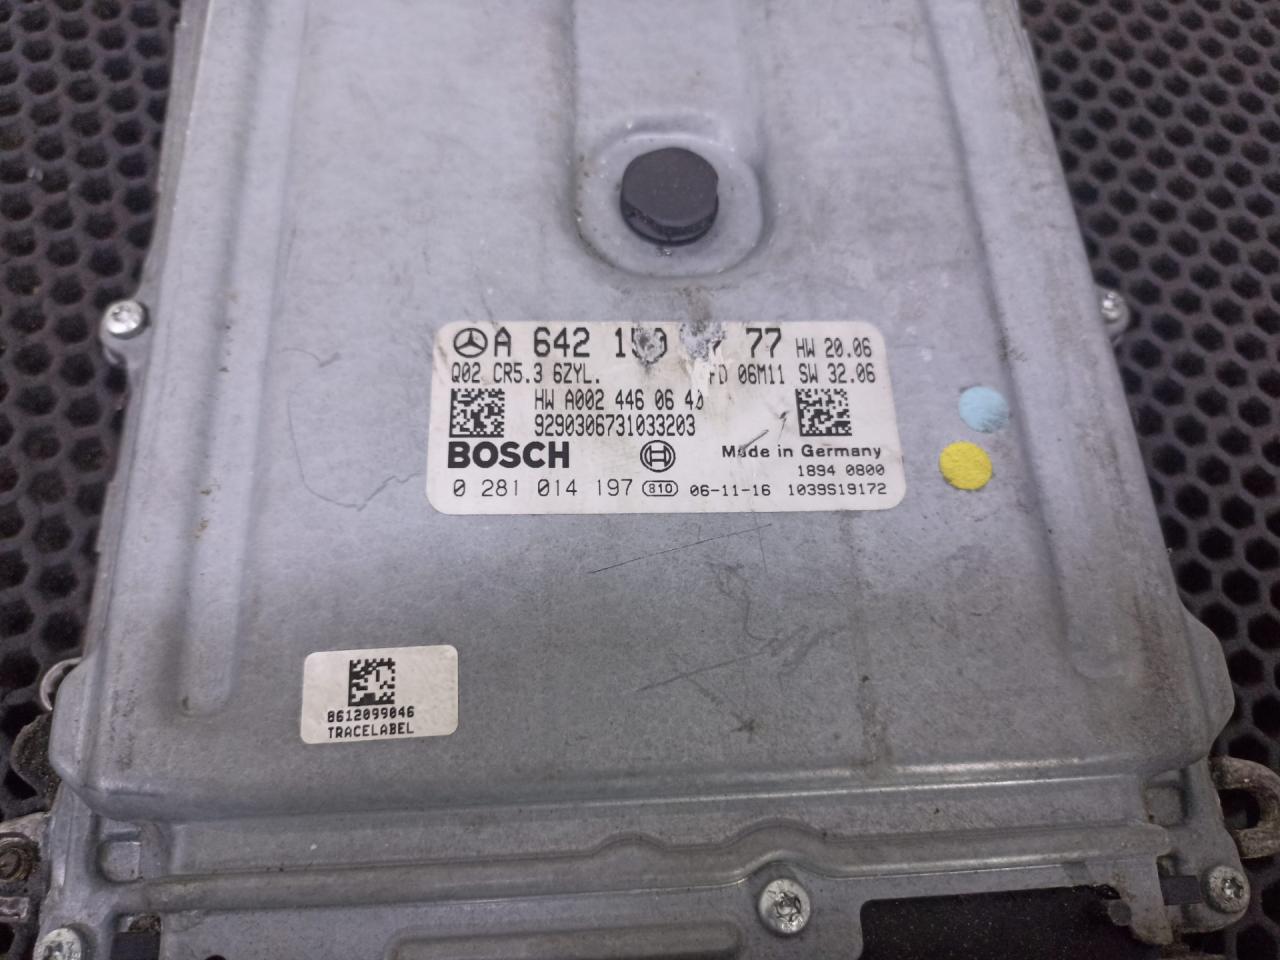 A 642 77 HW 20.06
Q02 CR5.3 6ZYL. 06M11 SW 32.06
HW A002 446 06 40
9290306731033203
BOSCH Made in Germany
1894 0800
0 281 014 197 810 06-11-16 1039S19172
8612099046
TRACELABEL